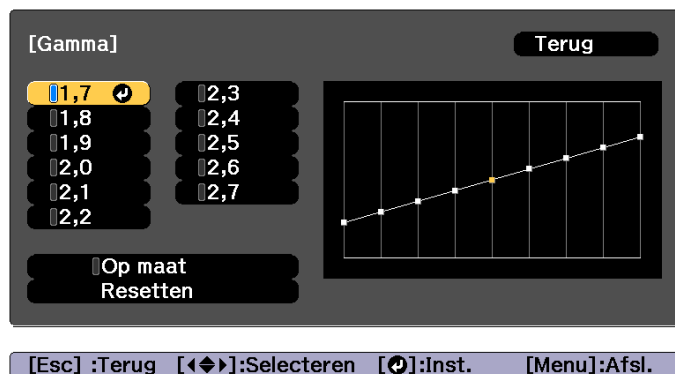 [Gamma]
Terug
1,7
1,8
1,9
2,0
2,1
2,2
2,3
2,4
2,5
2,6
2,7
Op maat
Resetten
[Esc] :Terug [ ]:Selecteren [ ]:Inst. [Menu]:Afsl.